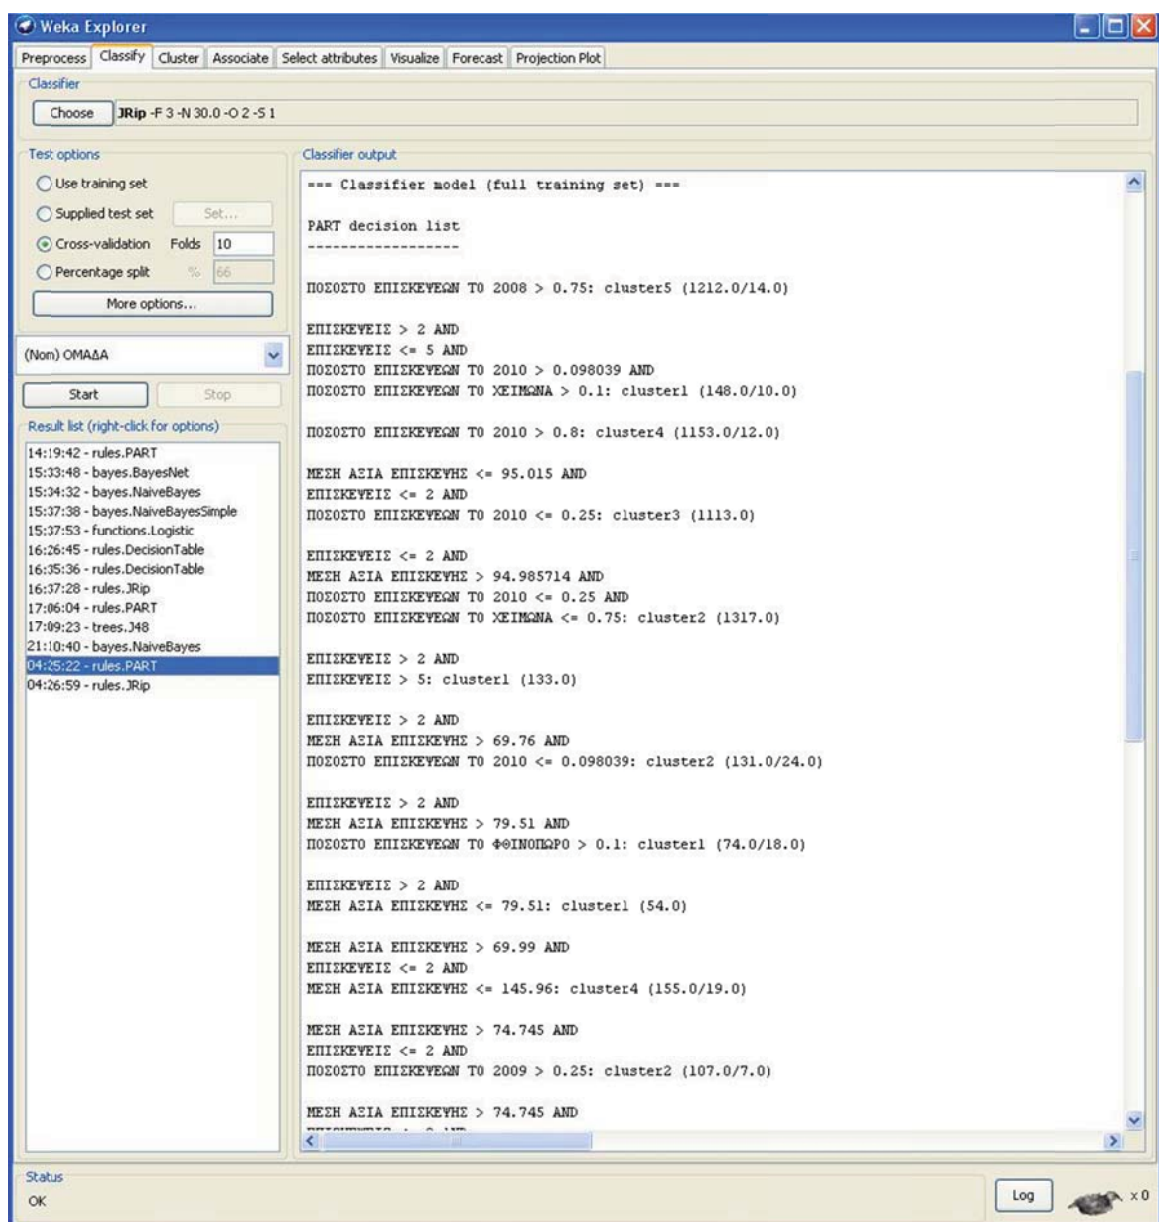 Weka Explorer
Preprocess Classify Cluster Associate Select attributes Visualize Forecast Projection Plot
Classifier
Choose JRip -F 3 -N 30.0 -O 2 -S 1
Test options
Use training set
Supplied test set Set...
Cross-validation Folds 10
Percentage split % 66
More options...
(Nom) ΟΜΑΔΑ
Start Stop
Result list (right-click for options)
14:19:42 - rules.PART
15:33:48 - bayes.BayesNet
15:34:32 - bayes.NaiveBayes
15:37:38 - bayes.NaiveBayesSimple
15:37:53 - functions.Logistic
16:26:45 - rules.DecisionTable
16:35:36 - rules.DecisionTable
16:37:28 - rules.JRip
17:06:04 - rules.PART
17:09:23 - trees.J48
21:10:40 - bayes.NaiveBayes
04:25:22 - rules.PART
04:26:59 - rules.JRip
Classifier output
=== Classifier model (full training set) ===
PART decision list
------------------
ΠΟΣΟΣΤΟ ΕΠΙΣΚΕΨΕΩΝ ΤΟ 2008 > 0.75: cluster5 (1212.0/14.0)
ΕΠΙΣΚΕΨΕΙΣ > 2 AND
ΕΠΙΣΚΕΨΕΙΣ <= 5 AND
ΠΟΣΟΣΤΟ ΕΠΙΣΚΕΨΕΩΝ ΤΟ 2010 > 0.098039 AND
ΠΟΣΟΣΤΟ ΕΠΙΣΚΕΨΕΩΝ ΤΟ ΧΕΙΜΩΝΑ > 0.1: cluster1 (148.0/10.0)
ΠΟΣΟΣΤΟ ΕΠΙΣΚΕΨΕΩΝ ΤΟ 2010 > 0.8: cluster4 (1153.0/12.0)
ΜΕΣΗ ΑΞΙΑ ΕΠΙΣΚΕΨΗΣ <= 95.015 AND
ΕΠΙΣΚΕΨΕΙΣ <= 2 AND
ΠΟΣΟΣΤΟ ΕΠΙΣΚΕΨΕΩΝ ΤΟ 2010 <= 0.25: cluster3 (1113.0)
ΕΠΙΣΚΕΨΕΙΣ <= 2 AND
ΜΕΣΗ ΑΞΙΑ ΕΠΙΣΚΕΨΗΣ > 94.985714 AND
ΠΟΣΟΣΤΟ ΕΠΙΣΚΕΨΕΩΝ ΤΟ 2010 <= 0.25 AND
ΠΟΣΟΣΤΟ ΕΠΙΣΚΕΨΕΩΝ ΤΟ ΧΕΙΜΩΝΑ <= 0.75: cluster2 (1317.0)
ΕΠΙΣΚΕΨΕΙΣ > 2 AND
ΕΠΙΣΚΕΨΕΙΣ > 5: cluster1 (133.0)
ΕΠΙΣΚΕΨΕΙΣ > 2 AND
ΜΕΣΗ ΑΞΙΑ ΕΠΙΣΚΕΨΗΣ > 69.76 AND
ΠΟΣΟΣΤΟ ΕΠΙΣΚΕΨΕΩΝ ΤΟ 2010 <= 0.098039: cluster2 (131.0/24.0)
ΕΠΙΣΚΕΨΕΙΣ > 2 AND
ΜΕΣΗ ΑΞΙΑ ΕΠΙΣΚΕΨΗΣ > 79.51 AND
ΠΟΣΟΣΤΟ ΕΠΙΣΚΕΨΕΩΝ ΤΟ ΦΘΙΝΟΠΩΡΟ > 0.1: cluster1 (74.0/18.0)
ΕΠΙΣΚΕΨΕΙΣ > 2 AND
ΜΕΣΗ ΑΞΙΑ ΕΠΙΣΚΕΨΗΣ <= 79.51: cluster1 (54.0)
ΜΕΣΗ ΑΞΙΑ ΕΠΙΣΚΕΨΗΣ > 69.99 AND
ΕΠΙΣΚΕΨΕΙΣ <= 2 AND
ΜΕΣΗ ΑΞΙΑ ΕΠΙΣΚΕΨΗΣ <= 145.96: cluster4 (155.0/19.0)
ΜΕΣΗ ΑΞΙΑ ΕΠΙΣΚΕΨΗΣ > 74.745 AND
ΕΠΙΣΚΕΨΕΙΣ <= 2 AND
ΠΟΣΟΣΤΟ ΕΠΙΣΚΕΨΕΩΝ ΤΟ 2009 > 0.25: cluster2 (107.0/7.0)
ΜΕΣΗ ΑΞΙΑ ΕΠΙΣΚΕΨΗΣ > 74.745 AND
Status
OK
Log x 0